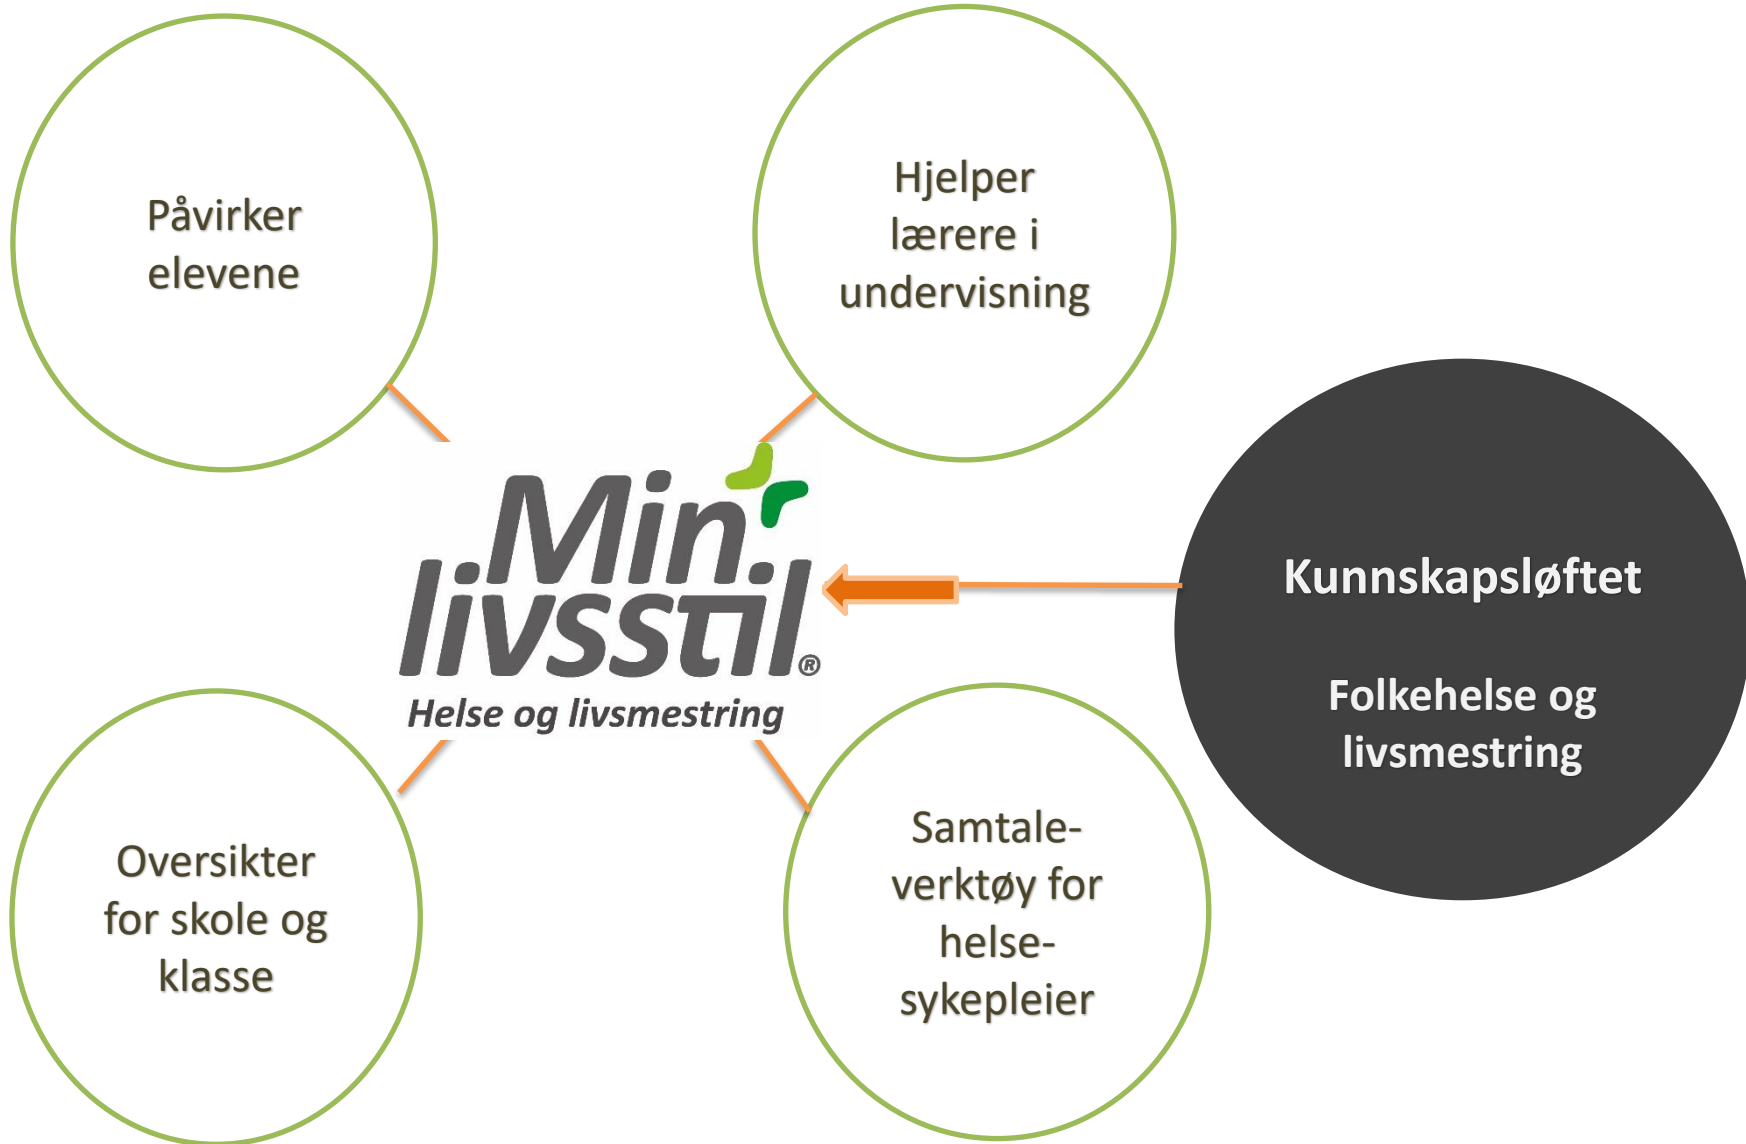 Påvirker
elevene
Hjelper
lærere i
undervisning
Min
livsstil®
Helse og livsmestring
Kunnskapsløftet
Folkehelse og
livsmestring
Oversikter
for skole og
klasse
Samtale-
verktøy for
helse-
sykepleier